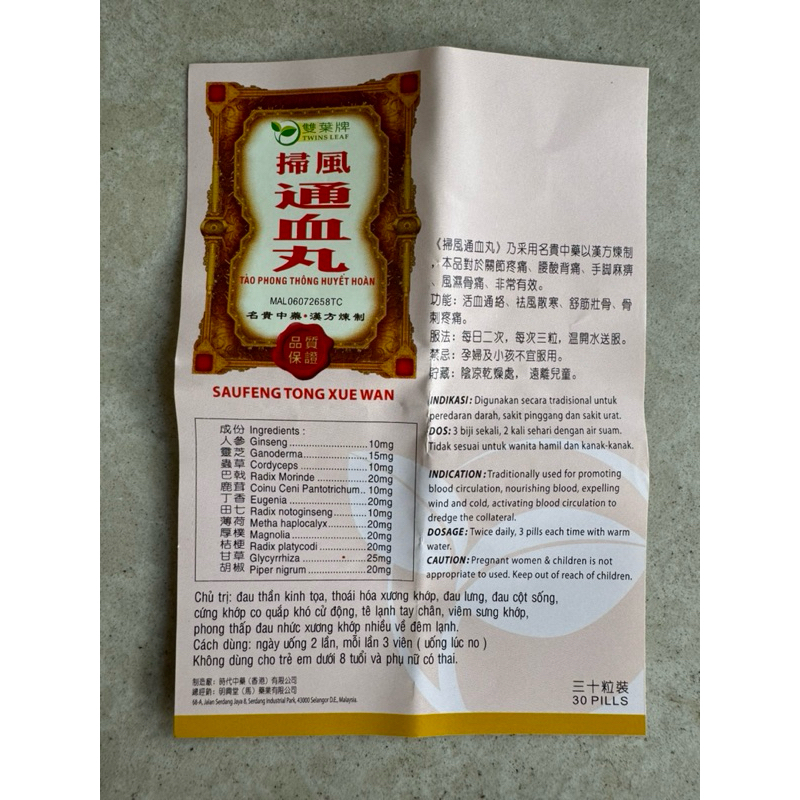 雙葉牌
TWINS LEAF
掃風
通血丸
TẢO PHONG THÔNG HUYẾT HOÀN
MAL06072658TC
名貴中藥•漢方煉制
品質
保證
SAUFENG TONG XUE WAN
成份 Ingredients :
人參 Ginseng ........................ 10mg
靈芝 Ganoderma .................... 15mg
蟲草 Cordyceps ..................... 10mg
巴戟 Radix Morinde ................ 20mg
鹿茸 Coinu Ceni Pantotrichum .. 10mg
丁香 Eugenia ......................... 20mg
田七 Radix notoginseng ........... 10mg
薄荷 Metha haplocalyx ............. 20mg
厚樸 Magnolia ....................... 20mg
桔梗 Radix platycodi ............... 20mg
甘草 Glycyrrhiza .................... 25mg
胡椒 Piper nigrum .................. 20mg
《掃風通血丸》乃采用名貴中藥以漢方煉制
，本品對於關節疼痛、腰酸背痛、手脚麻痹
、風濕骨痛、非常有效。
功能：活血通絡、祛風散寒、舒筋壯骨、骨
刺疼痛。
服法：每日二次，每次三粒，温開水送服。
禁忌：孕婦及小孩不宜服用。
貯藏：陰凉乾燥處， 遠離兒童。
INDIKASI : Digunakan secara tradisional untuk
peredaran darah, sakit pinggang dan sakit urat.
DOS: 3 biji sekali, 2 kali sehari dengan air suam.
Tidak sesuai untuk wanita hamil dan kanak-kanak.
INDICATION : Traditionally used for promoting
blood circulation, nourishing blood, expelling
wind and cold, activating blood circulation to
dredge the collateral.
DOSAGE : Twice daily, 3 pills each time with warm
water.
CAUTION : Pregnant women & children is not
appropriate to used. Keep out of reach of children.
Chủ trị: đau thần kinh tọa, thoái hóa xương khớp, đau lưng, đau cột sống,
cứng khớp co quắp khó cử động, tê lạnh tay chân, viêm sưng khớp,
phong thấp đau nhức xương khớp nhiều về đêm lạnh.
Cách dùng: ngày uống 2 lần, mỗi lần 3 viên ( uống lúc no )
Không dùng cho trẻ em dưới 8 tuổi và phụ nữ có thai.
制造廠：時代中藥（香港）有限公司
總經銷：明興堂（馬）藥業有限公司
68-A, Jalan Serdang Jaya 8, Serdang industrial Park, 43000 Selangor D.E., Malaysia.
三十粒裝
30 PILLS